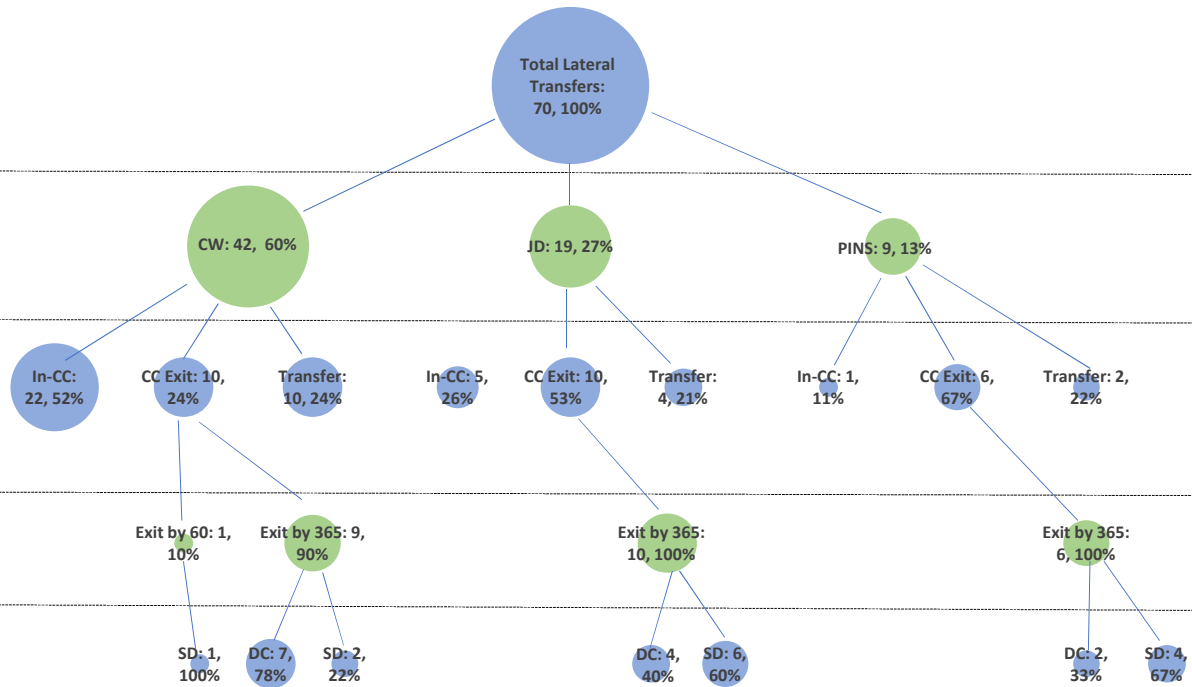 Total Lateral
Transfers:
70, 100%
CW: 42, 60%
JD: 19, 27%
PINS: 9, 13%
In-CC:
22, 52%
CC Exit: 10,
24%
Transfer:
10, 24%
In-CC: 5,
26%
CC Exit: 10,
53%
Transfer:
4, 21%
In-CC: 1,
11%
CC Exit: 6,
67%
Transfer: 2,
22%
Exit by 60: 1,
10%
Exit by 365: 9,
90%
Exit by 365:
10, 100%
Exit by 365:
6, 100%
SD: 1,
100%
DC: 7,
78%
SD: 2,
22%
DC: 4,
40%
SD: 6,
60%
DC: 2,
33%
SD: 4,
67%